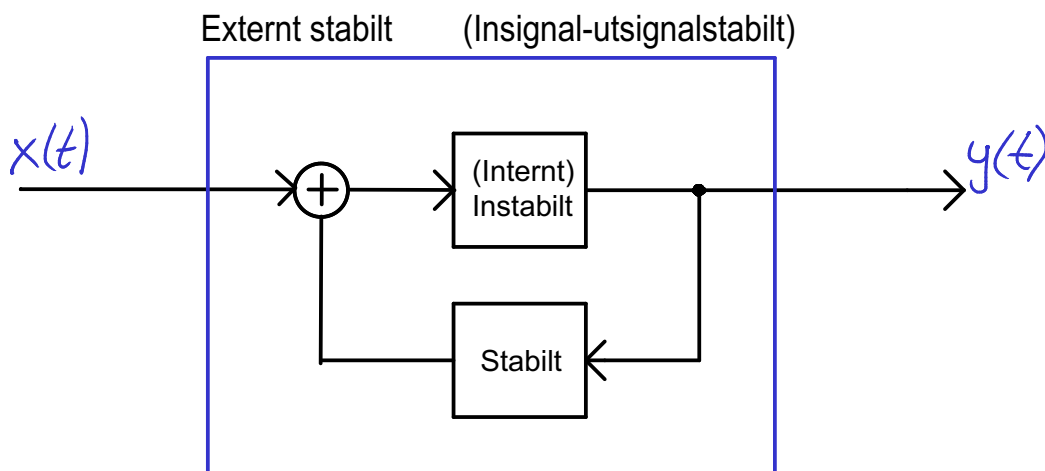 Externt stabilt (Insignal-utsignalstabilt)
x(t)
+
(Internt)
Instabilt
y(t)
Stabilt